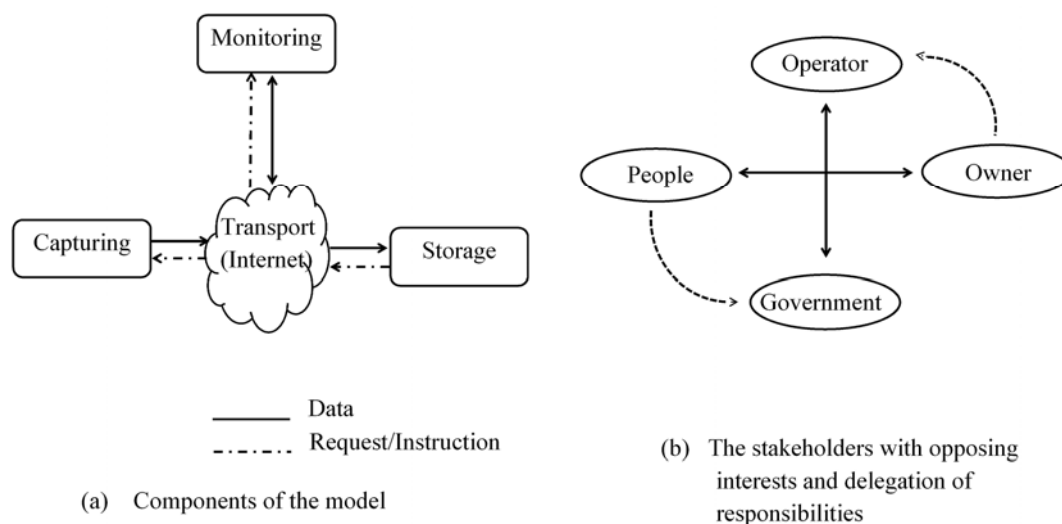 Monitoring
Capturing
Transport
(Internet)
Storage
Data
Request/Instruction
(a) Components of the model
Operator
People
Owner
Government
(b) The stakeholders with opposing
interests and delegation of
responsibilities